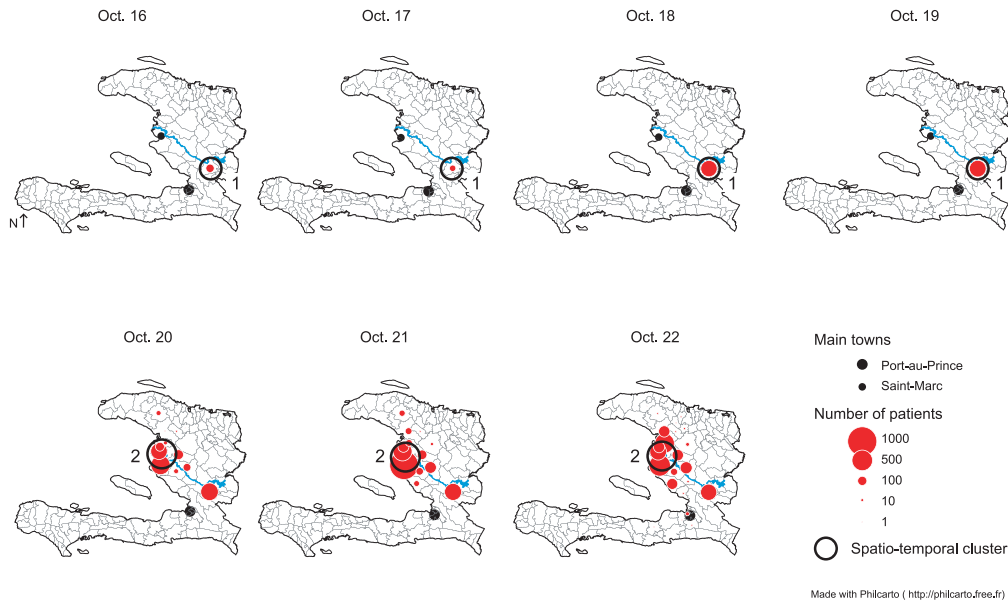 Oct. 16
Oct. 17
Oct. 18
Oct. 19
1
1
1
1
N↑
Oct. 20
Oct. 21
Oct. 22
2
2
2
Main towns
Port-au-Prince
Saint-Marc
Number of patients
1000
500
100
10
1
Spatio-temporal cluster
Made with Philcarto ( http://philcarto.free.fr)